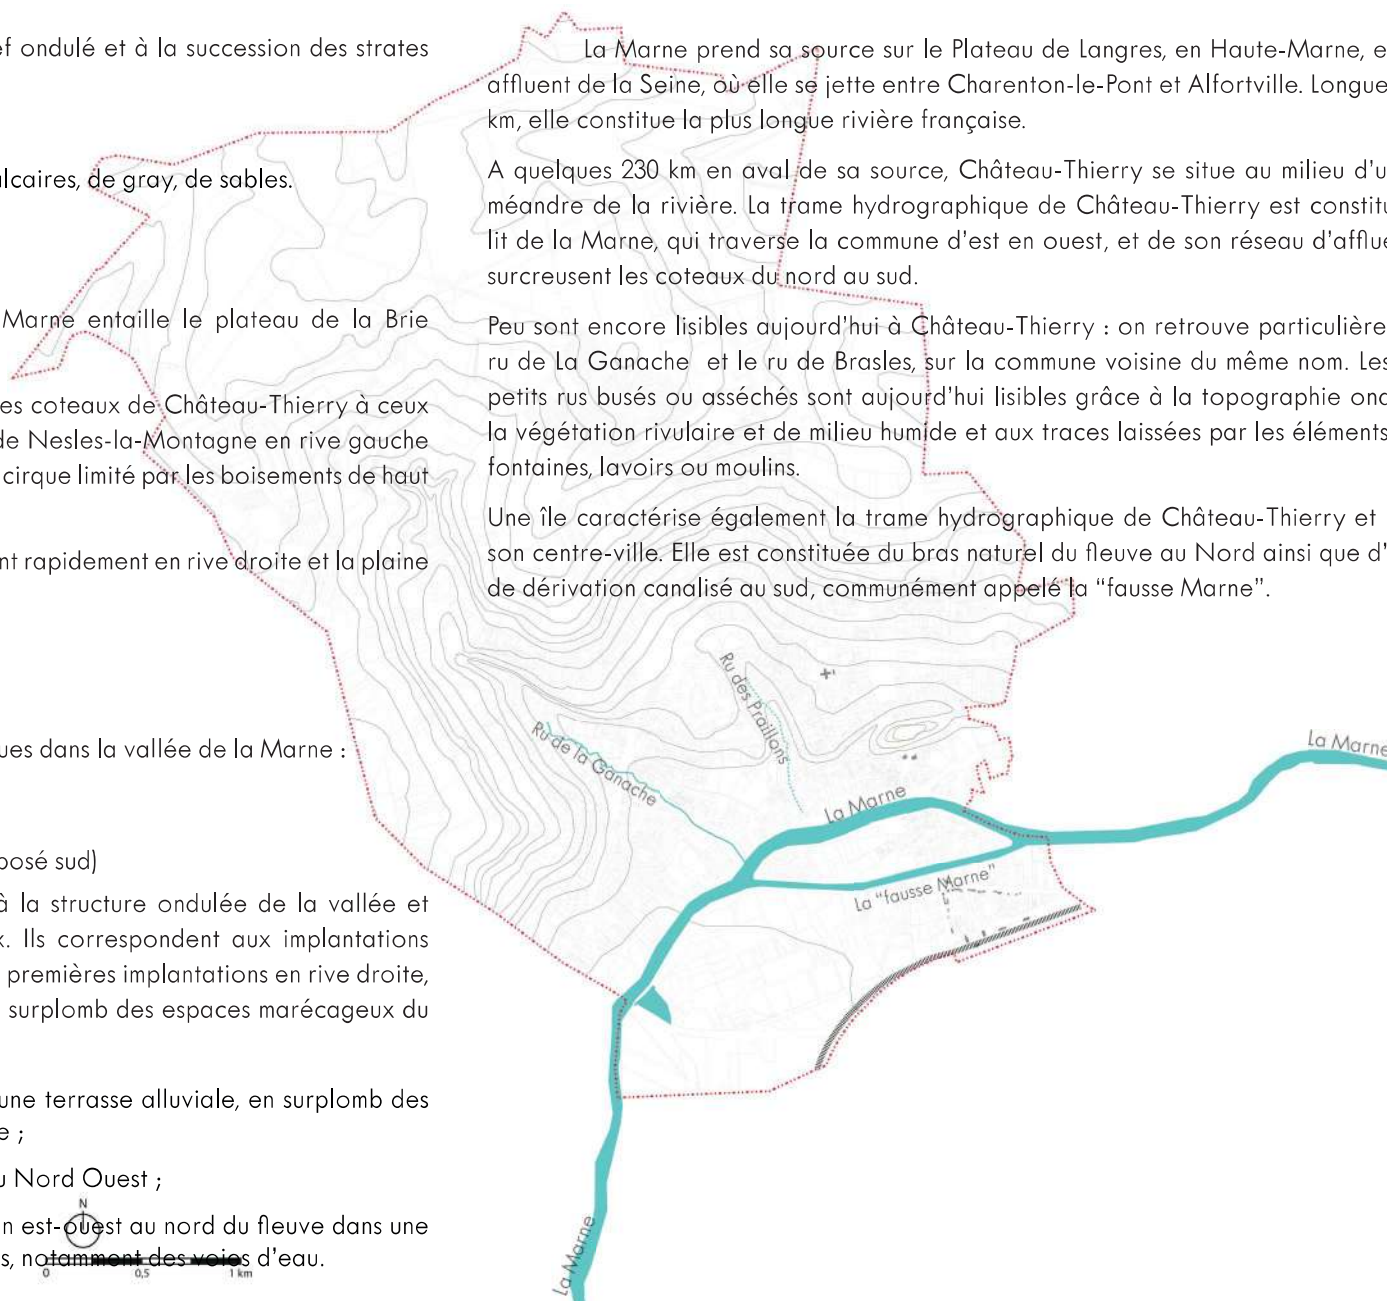 ef ondulé et à la succession des strates
alcaires, de gray, de sables.
Marne entaille le plateau de la Brie
es coteaux de Château-Thierry à ceux
de Nesles-la-Montagne en rive gauche
cirque limité par les boisements de haut
nt rapidement en rive droite et la plaine
ues dans la vallée de la Marne :
posé sud)
à la structure ondulée de la vallée et
x. Ils correspondent aux implantations
premières implantations en rive droite,
surplomb des espaces marécageux du
une terrasse alluviale, en surplomb des
e ;
u Nord Ouest ;
n est-ouest au nord du fleuve dans une
s, notamment des voies d'eau.
La Marne prend sa source sur le Plateau de Langres, en Haute-Marne, e
affluent de la Seine, où elle se jette entre Charenton-le-Pont et Alfortville. Longue
km, elle constitue la plus longue rivière française.
A quelques 230 km en aval de sa source, Château-Thierry se situe au milieu d'u
méandre de la rivière. La trame hydrographique de Château-Thierry est constitu
lit de la Marne, qui traverse la commune d'est en ouest, et de son réseau d'afflue
surcreusent les coteaux du nord au sud.
Peu sont encore lisibles aujourd'hui à Château-Thierry : on retrouve particulière
ru de La Ganache et le ru de Brasles, sur la commune voisine du même nom. Les
petits rus busés ou asséchés sont aujourd'hui lisibles grâce à la topographie ond
la végétation rivulaire et de milieu humide et aux traces laissées par les éléments
fontaines, lavoirs ou moulins.
Une île caractérise également la trame hydrographique de Château-Thierry et
son centre-ville. Elle est constituée du bras naturel du fleuve au Nord ainsi que d'
de dérivation canalisé au sud, communément appelé la "fausse Marne".
Ru des Praillons
Ru de la Ganache
La Marne
La Marne
La "fausse Marne"
La Marne
N
0 0,5 1 km